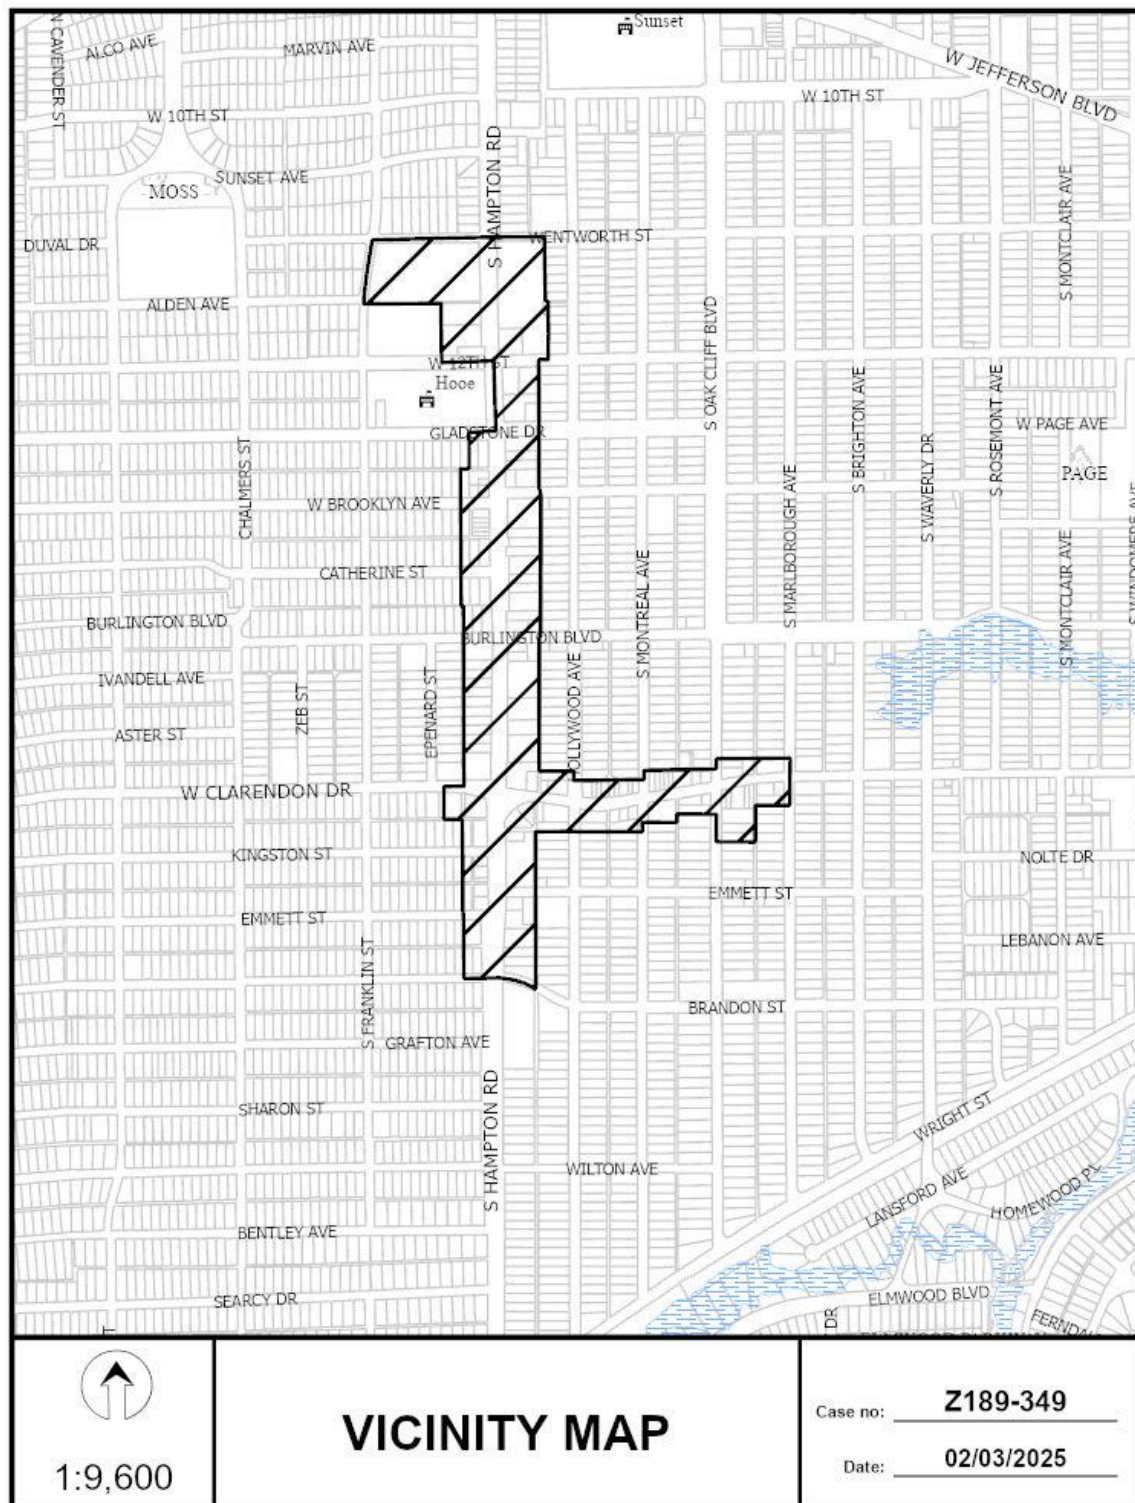 Sunset
N CAVENDER ST
ALCO AVE
MARVIN AVE
W JEFFERSON BLVD
W 10TH ST
W 10TH ST
S HAMPTON RD
SUNSET AVE
MOSS
S MONTCLAIR AVE
DUVAL DR
WENTWORTH ST
ALDEN AVE
S OAK CLIFF BLVD
W 12TH ST
Hooe
S BRIGHTON AVE
S ROSEMONT AVE
W PAGE AVE
GLADSTONE DR
CHALMERS ST
S WAVERLY DR
PAGE
S MARLBOROUGH AVE
W BROOKLYN AVE
S WINDOMERE AVE
S MONTCLAIR AVE
CATHERINE ST
S MONTREAL AVE
BURLINGTON BLVD
BURLINGTON BLVD
IVANDELL AVE
ZEB ST
EPENARD ST
OLLYWOOD AVE
ASTER ST
W CLARENDON DR
KINGSTON ST
NOLTE DR
EMMETT ST
EMMETT ST
LEBANON AVE
S FRANKLIN ST
BRANDON ST
GRAFTON AVE
SHARON ST
S HAMPTON RD
WRIGHT ST
WILTON AVE
LANSFORD AVE
HOMEWOOD PL
BENTLEY AVE
SEARCY DR
ELMWOOD BLVD
DR
FERNDA
T
1:9,600
VICINITY MAP
Case no: Z189-349
Date: 02/03/2025